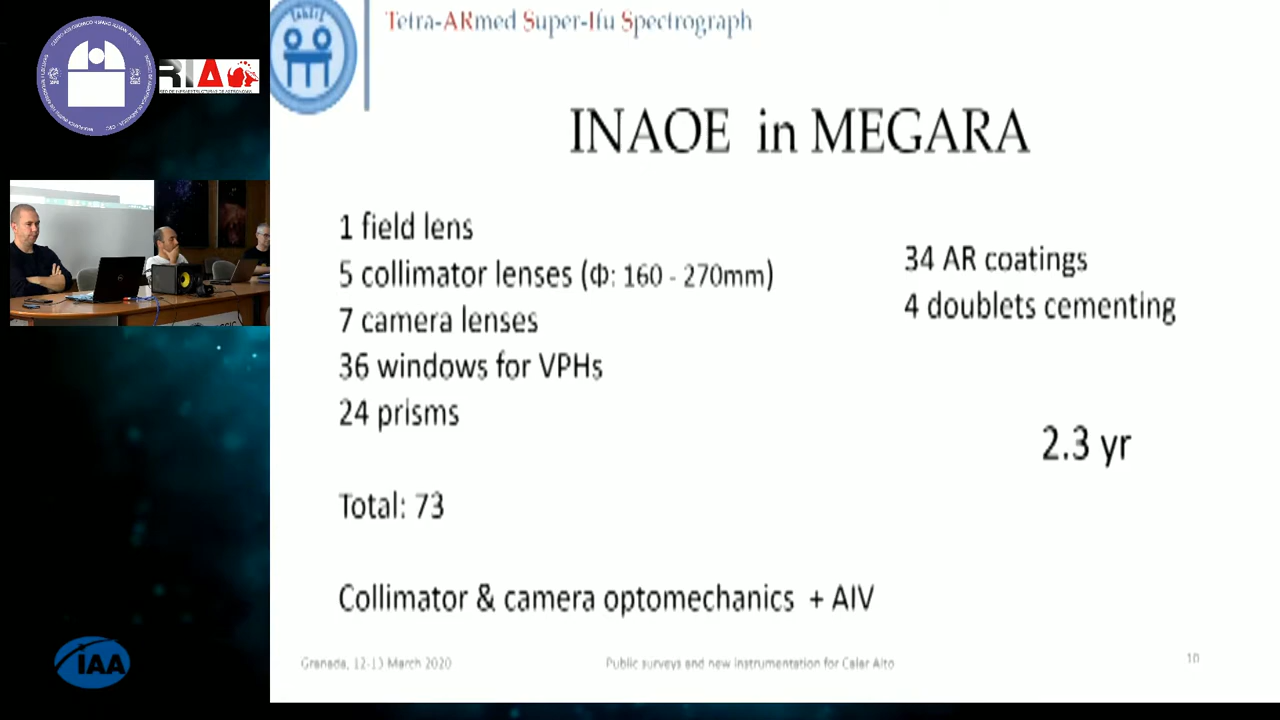 Tetra-ARmed Super-Ifu Spectrograph
INAOE in MEGARA
1 field lens
5 collimator lenses (Φ: 160 - 270mm)
7 camera lenses
36 windows for VPHs
24 prisms
Total: 73
Collimator & camera optomechanics + AIV
34 AR coatings
4 doublets cementing
2.3 yr
Granada, 12-13 March 2020
Public surveys and new instrumentation for Calar Alto
10
RIA
IAA